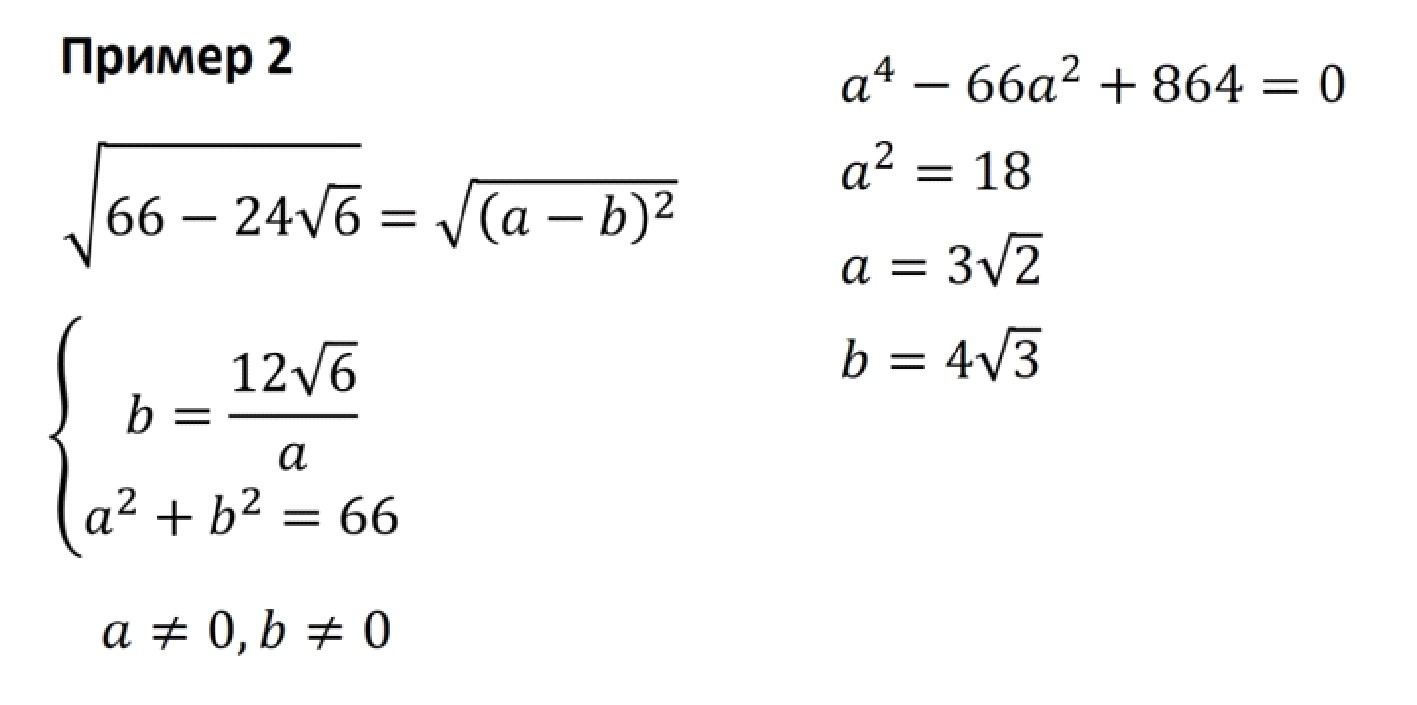 Пример 2
√(66 − 24√6) = √((a − b)²)
{ b = 12√6 / a
a² + b² = 66
a ≠ 0, b ≠ 0
a⁴ − 66a² + 864 = 0
a² = 18
a = 3√2
b = 4√3